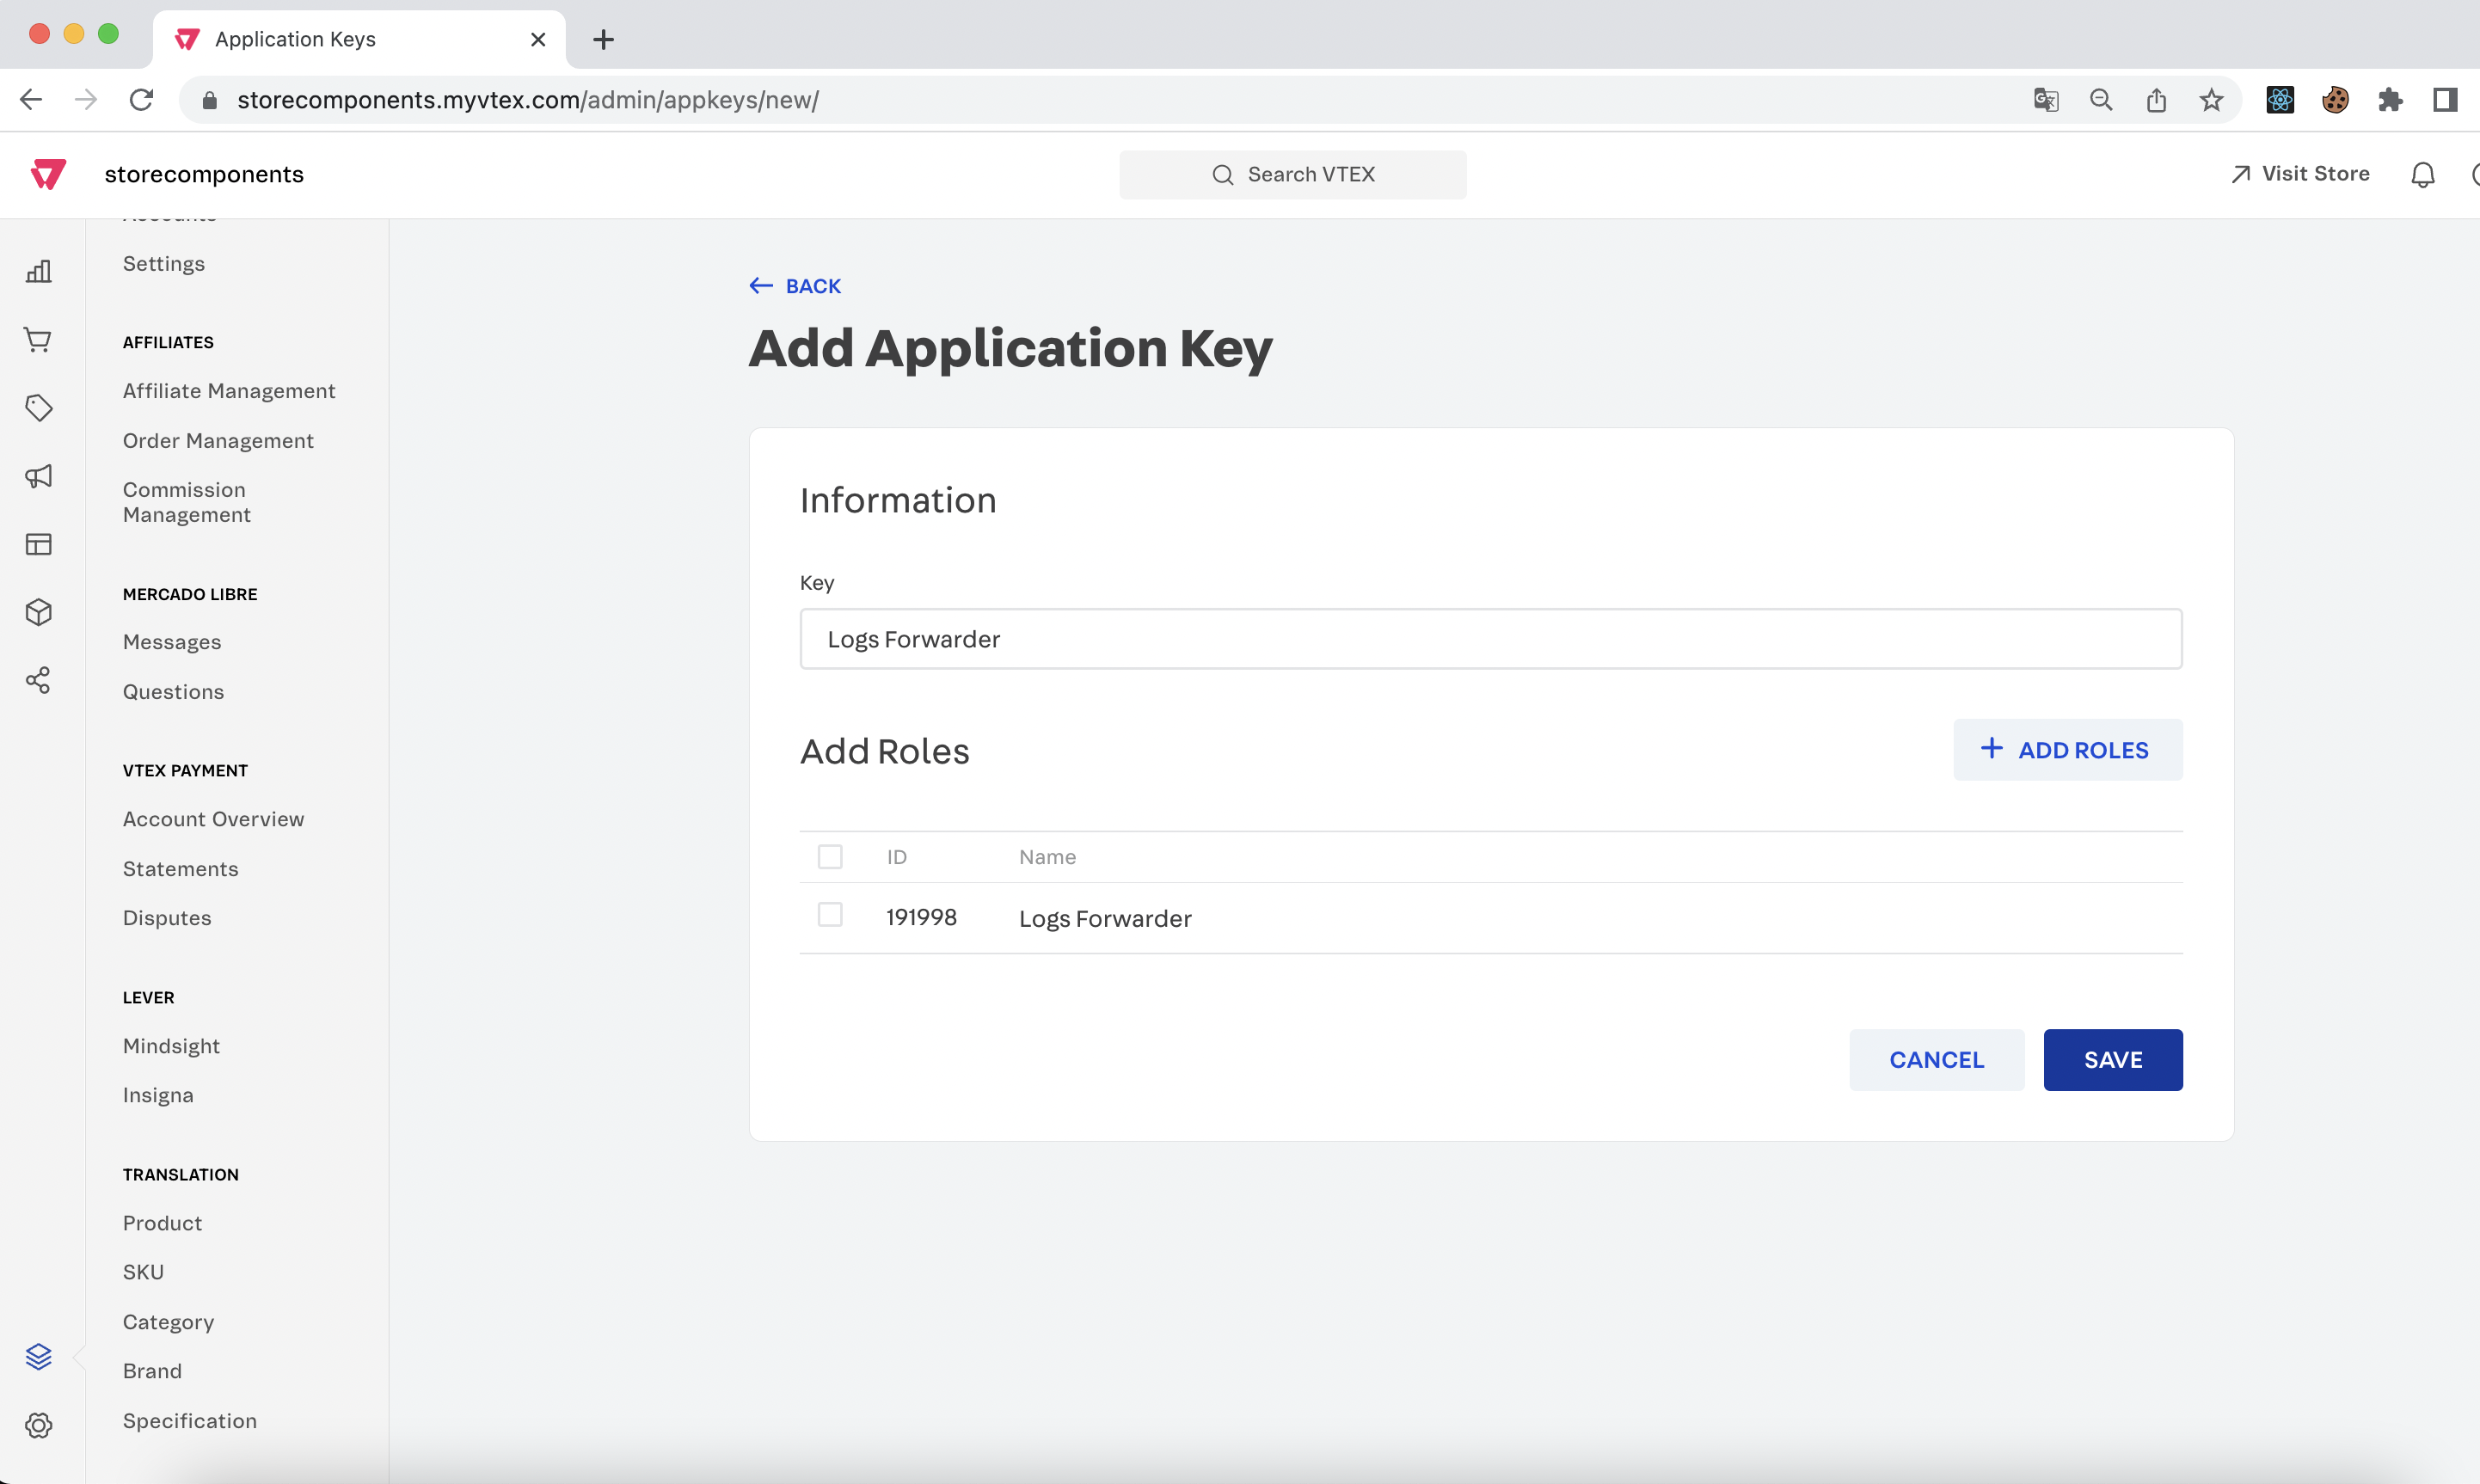 Application Keys
storecomponents.myvtex.com/admin/appkeys/new/
storecomponents
Search VTEX
Visit Store
Settings
AFFILIATES
Affiliate Management
Order Management
Commission
Management
MERCADO LIBRE
Messages
Questions
VTEX PAYMENT
Account Overview
Statements
Disputes
LEVER
Mindsight
Insigna
TRANSLATION
Product
SKU
Category
Brand
Specification
BACK
Add Application Key
Information
Key
Logs Forwarder
Add Roles
ADD ROLES
ID Name
191998 Logs Forwarder
CANCEL
SAVE